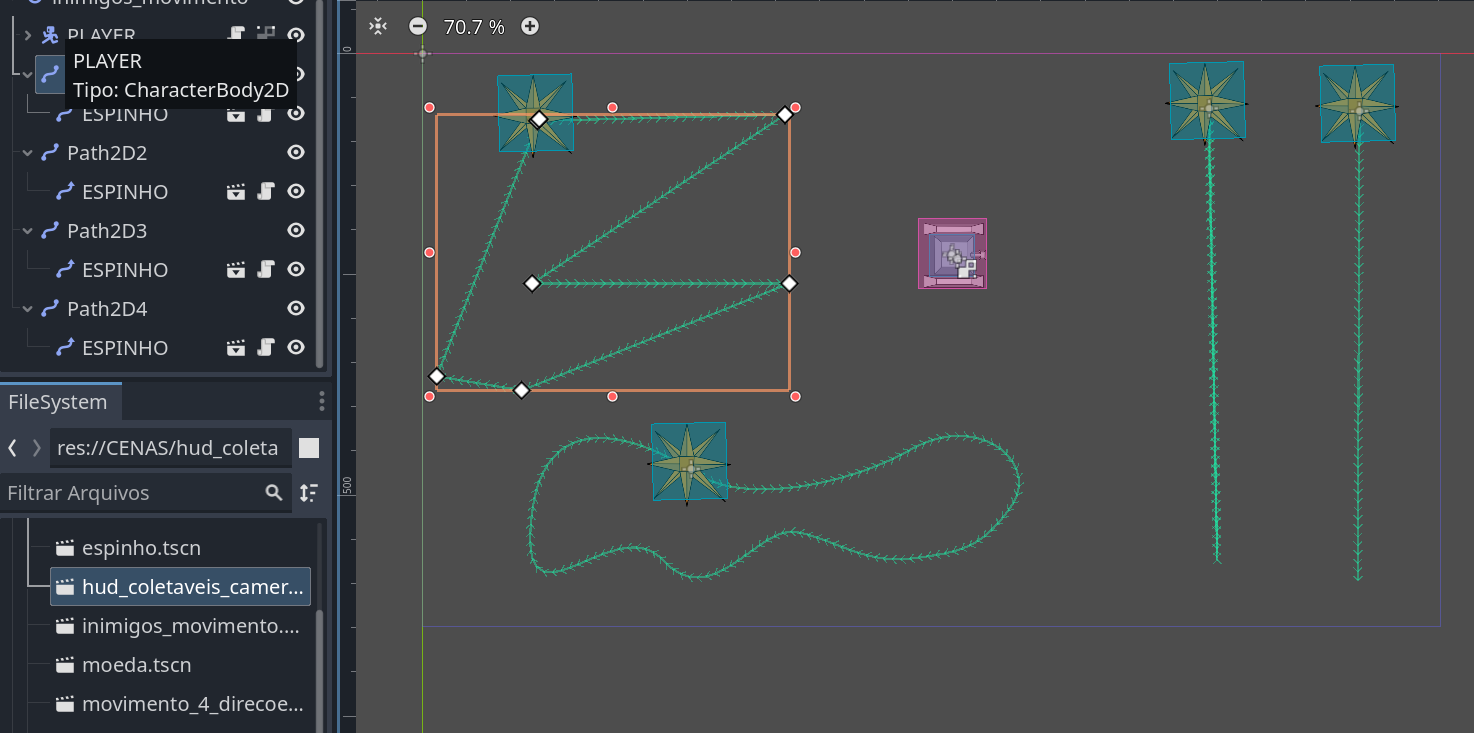 inimigos_movimento
PLAYER
PLAYER
Tipo: CharacterBody2D
ESPINHO
Path2D2
ESPINHO
Path2D3
ESPINHO
Path2D4
ESPINHO
FileSystem
res://CENAS/hud_coleta
Filtrar Arquivos
espinho.tscn
hud_coletaveis_camer...
inimigos_movimento....
moeda.tscn
movimento_4_direcoe...
70.7 %
0
500